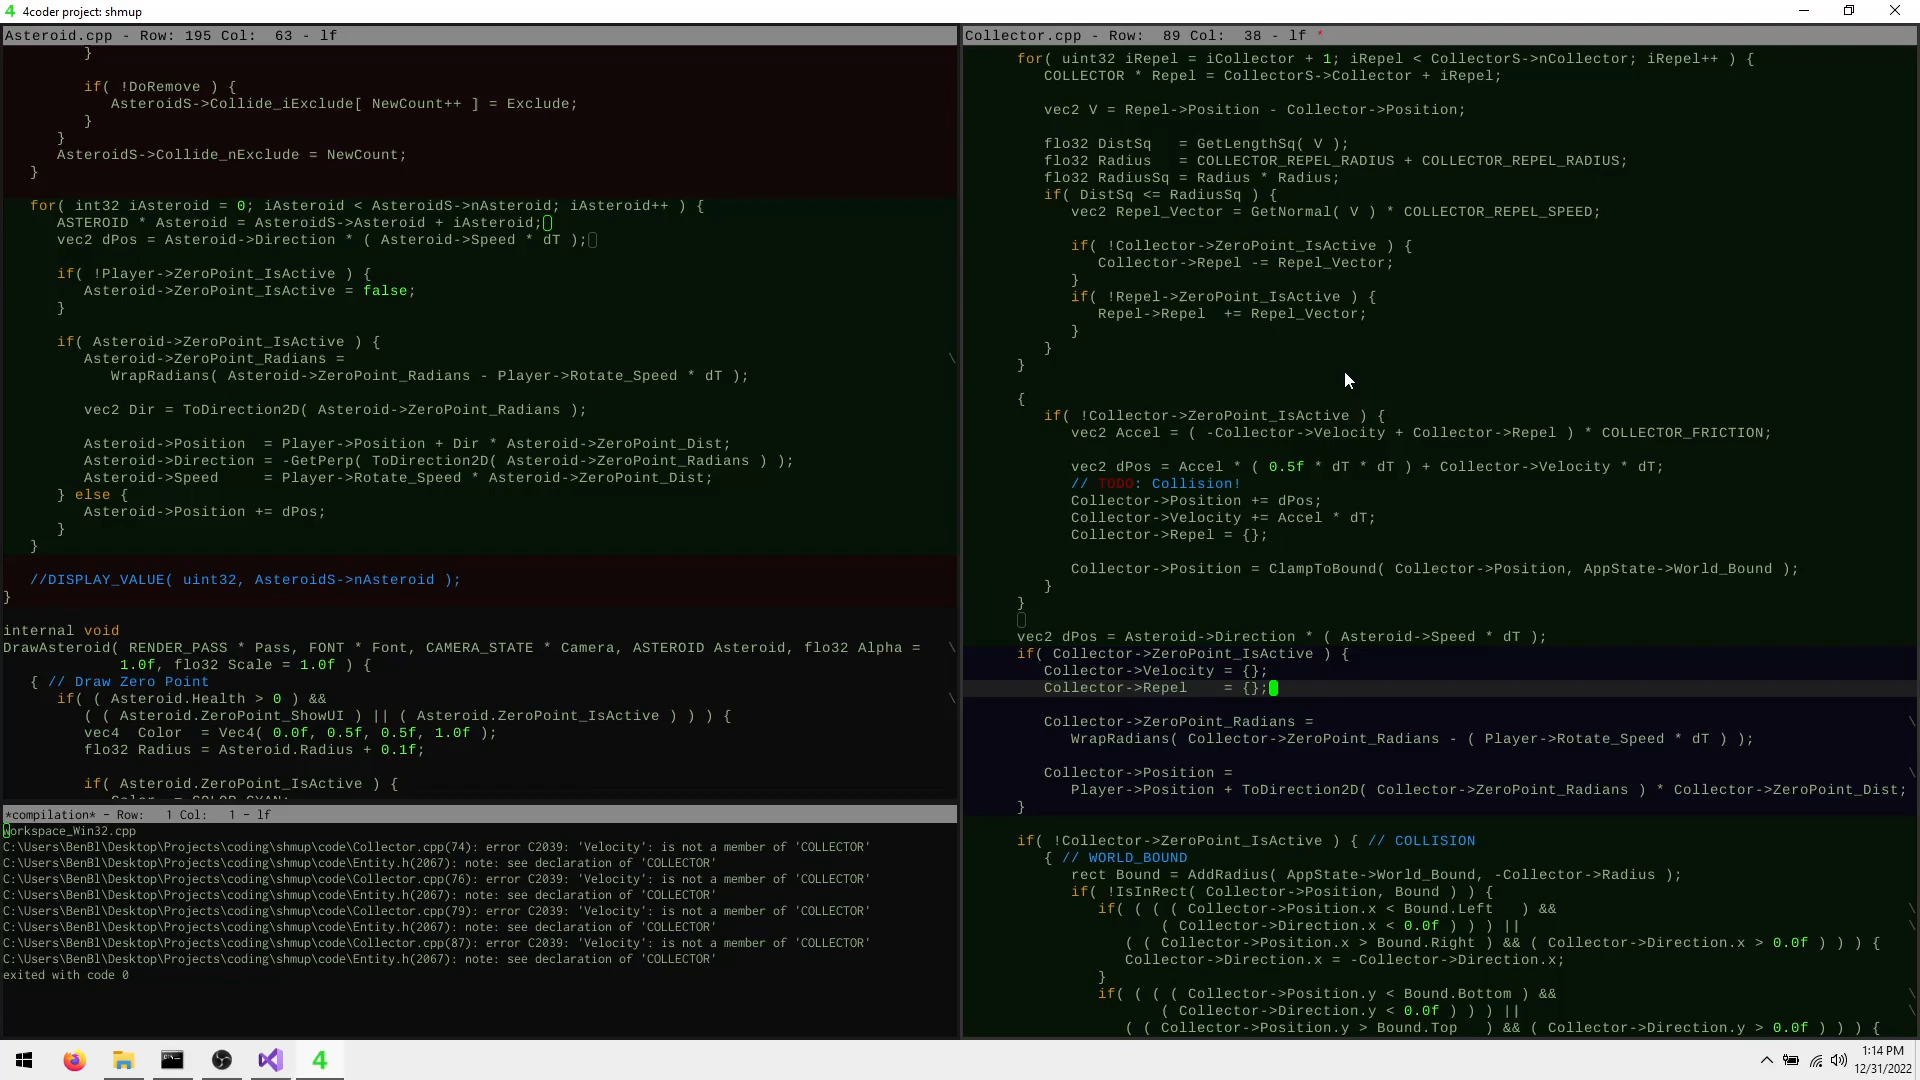 4coder project: shmup
Asteroid.cpp - Row: 195 Col:  63 - lf
}
if( !DoRemove ) {
AsteroidS->Collide_iExclude[ NewCount++ ] = Exclude;
}
}
AsteroidS->Collide_nExclude = NewCount;
}
for( int32 iAsteroid = 0; iAsteroid < AsteroidS->nAsteroid; iAsteroid++ ) {
ASTEROID * Asteroid = AsteroidS->Asteroid + iAsteroid;
vec2 dPos = Asteroid->Direction * ( Asteroid->Speed * dT );
if( !Player->ZeroPoint_IsActive ) {
Asteroid->ZeroPoint_IsActive = false;
}
if( Asteroid->ZeroPoint_IsActive ) {
Asteroid->ZeroPoint_Radians = \
WrapRadians( Asteroid->ZeroPoint_Radians - Player->Rotate_Speed * dT );
vec2 Dir = ToDirection2D( Asteroid->ZeroPoint_Radians );
Asteroid->Position  = Player->Position + Dir * Asteroid->ZeroPoint_Dist;
Asteroid->Direction = -GetPerp( ToDirection2D( Asteroid->ZeroPoint_Radians ) );
Asteroid->Speed     = Player->Rotate_Speed * Asteroid->ZeroPoint_Dist;
} else {
Asteroid->Position += dPos;
}
}
//DISPLAY_VALUE( uint32, AsteroidS->nAsteroid );
}
internal void
DrawAsteroid( RENDER_PASS * Pass, FONT * Font, CAMERA_STATE * Camera, ASTEROID Asteroid, flo32 Alpha = \
1.0f, flo32 Scale = 1.0f ) {
{ // Draw Zero Point
if( ( Asteroid.Health > 0 ) && \
( ( Asteroid.ZeroPoint_ShowUI ) || ( Asteroid.ZeroPoint_IsActive ) ) ) {
vec4  Color  = Vec4( 0.0f, 0.5f, 0.5f, 1.0f );
flo32 Radius = Asteroid.Radius + 0.1f;
if( Asteroid.ZeroPoint_IsActive ) {
Color  = COLOR_CYAN;
*compilation* - Row:   1 Col:   1 - lf
Workspace_Win32.cpp
C:\Users\BenBl\Desktop\Projects\coding\shmup\code\Collector.cpp(74): error C2039: 'Velocity': is not a member of 'COLLECTOR'
C:\Users\BenBl\Desktop\Projects\coding\shmup\code\Entity.h(2067): note: see declaration of 'COLLECTOR'
C:\Users\BenBl\Desktop\Projects\coding\shmup\code\Collector.cpp(76): error C2039: 'Velocity': is not a member of 'COLLECTOR'
C:\Users\BenBl\Desktop\Projects\coding\shmup\code\Entity.h(2067): note: see declaration of 'COLLECTOR'
C:\Users\BenBl\Desktop\Projects\coding\shmup\code\Collector.cpp(79): error C2039: 'Velocity': is not a member of 'COLLECTOR'
C:\Users\BenBl\Desktop\Projects\coding\shmup\code\Entity.h(2067): note: see declaration of 'COLLECTOR'
C:\Users\BenBl\Desktop\Projects\coding\shmup\code\Collector.cpp(87): error C2039: 'Velocity': is not a member of 'COLLECTOR'
C:\Users\BenBl\Desktop\Projects\coding\shmup\code\Entity.h(2067): note: see declaration of 'COLLECTOR'
exited with code 0
Collector.cpp - Row:  89 Col:  38 - lf *
for( uint32 iRepel = iCollector + 1; iRepel < CollectorS->nCollector; iRepel++ ) {
COLLECTOR * Repel = CollectorS->Collector + iRepel;
vec2 V = Repel->Position - Collector->Position;
flo32 DistSq   = GetLengthSq( V );
flo32 Radius   = COLLECTOR_REPEL_RADIUS + COLLECTOR_REPEL_RADIUS;
flo32 RadiusSq = Radius * Radius;
if( DistSq <= RadiusSq ) {
vec2 Repel_Vector = GetNormal( V ) * COLLECTOR_REPEL_SPEED;
if( !Collector->ZeroPoint_IsActive ) {
Collector->Repel -= Repel_Vector;
}
if( !Repel->ZeroPoint_IsActive ) {
Repel->Repel  += Repel_Vector;
}
}
}
{
if( !Collector->ZeroPoint_IsActive ) {
vec2 Accel = ( -Collector->Velocity + Collector->Repel ) * COLLECTOR_FRICTION;
vec2 dPos = Accel * ( 0.5f * dT * dT ) + Collector->Velocity * dT;
// TODO: Collision!
Collector->Position += dPos;
Collector->Velocity += Accel * dT;
Collector->Repel = {};
Collector->Position = ClampToBound( Collector->Position, AppState->World_Bound );
}
}
vec2 dPos = Asteroid->Direction * ( Asteroid->Speed * dT );
if( Collector->ZeroPoint_IsActive ) {
Collector->Velocity = {};
Collector->Repel    = {};
Collector->ZeroPoint_Radians = \
WrapRadians( Collector->ZeroPoint_Radians - ( Player->Rotate_Speed * dT ) );
Collector->Position = \
Player->Position + ToDirection2D( Collector->ZeroPoint_Radians ) * Collector->ZeroPoint_Dist;
}
if( !Collector->ZeroPoint_IsActive ) { // COLLISION
{ // WORLD_BOUND
rect Bound = AddRadius( AppState->World_Bound, -Collector->Radius );
if( !IsInRect( Collector->Position, Bound ) ) {
if( ( ( ( Collector->Position.x < Bound.Left   ) && \
( Collector->Direction.x < 0.0f ) ) ) || \
( ( Collector->Position.x > Bound.Right ) && ( Collector->Direction.x > 0.0f ) ) ) {
Collector->Direction.x = -Collector->Direction.x;
}
if( ( ( ( Collector->Position.y < Bound.Bottom ) && \
( Collector->Direction.y < 0.0f ) ) ) || \
( ( Collector->Position.y > Bound.Top   ) && ( Collector->Direction.y > 0.0f ) ) ) {
1:14 PM
12/31/2022